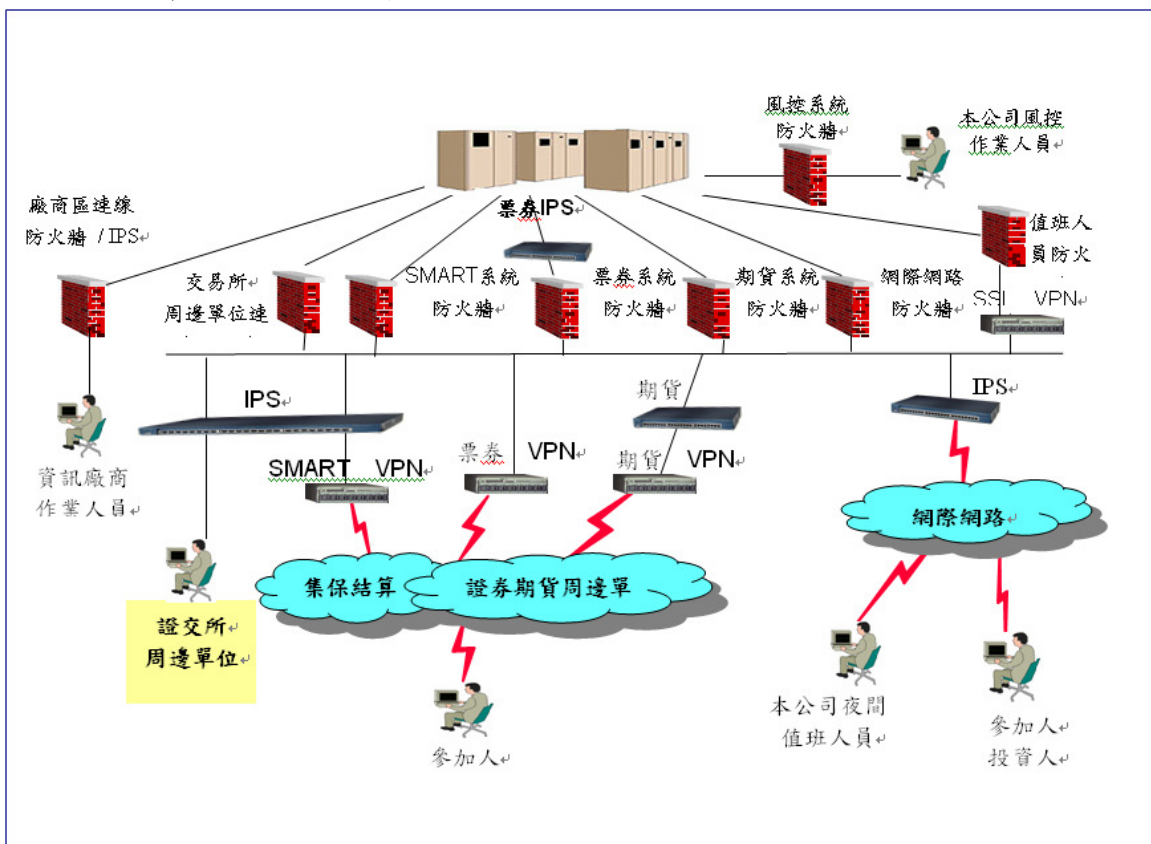 風控系統
防火牆
本公司風控
作業人員
廠商區連線
防火牆 / IPS
票券IPS
值班人
員防火
交易所
周邊單位連
SMART系統
防火牆
票券系統
防火牆
期貨系統
防火牆
網際網路
防火牆
SSL VPN
IPS
期貨
IPS
SMART VPN
票券 VPN
期貨 VPN
資訊廠商
作業人員
網際網路
集保結算
證券期貨周邊單
證交所
周邊單位
參加人
本公司夜間
值班人員
參加人
投資人